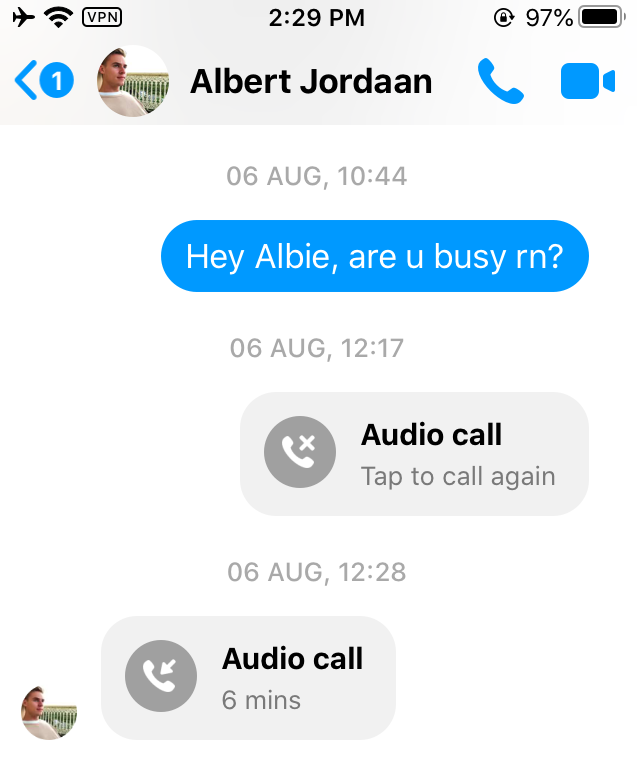 VPN 2:29 PM 97%
1 Albert Jordaan
06 AUG, 10:44
Hey Albie, are u busy rn?
06 AUG, 12:17
Audio call
Tap to call again
06 AUG, 12:28
Audio call
6 mins